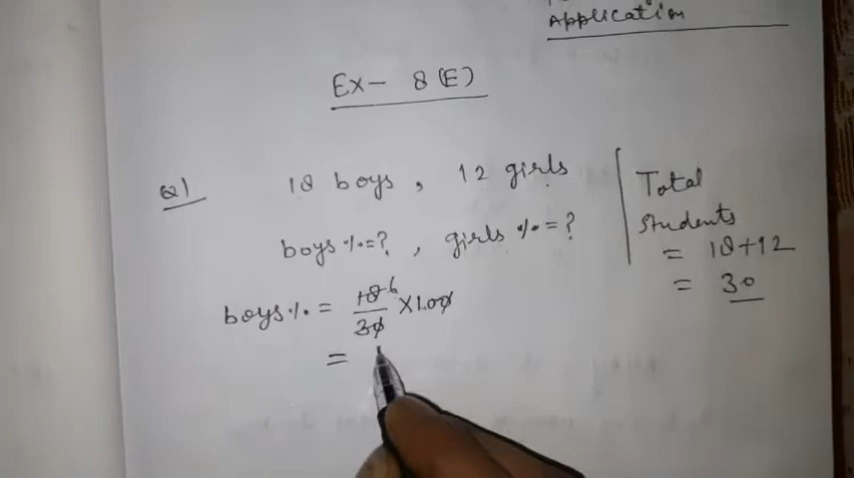 Application
Ex- 8(E)
Q1 18 boys, 12 girls
boys %=?, girls %=?
Total
students
= 18+12
= 30
boys % = 18 6 / 30 × 100
=